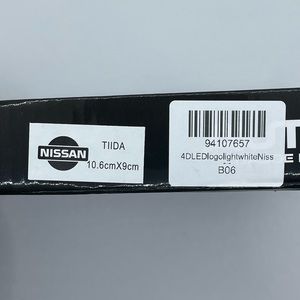 TIIDA
NISSAN
10.6cmX9cm
94107657
4DLEDlogolightwhiteNiss
B06